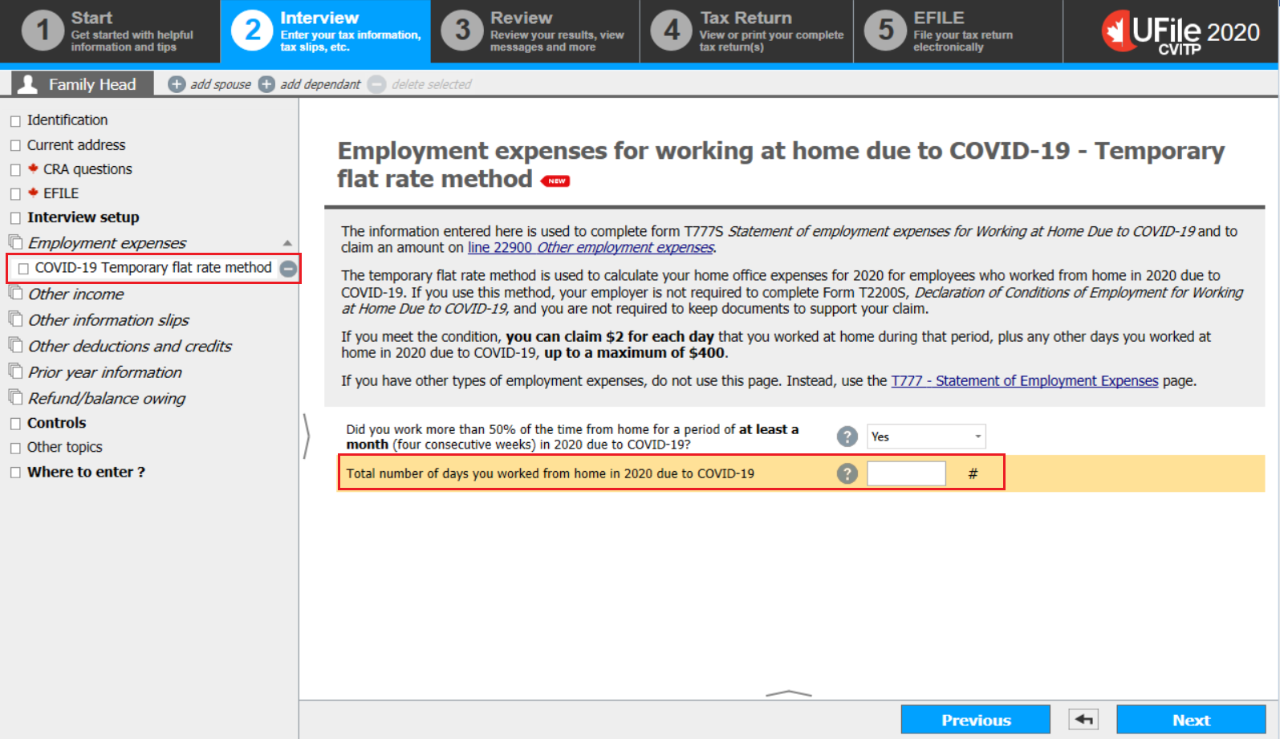 1
Start
Get started with helpful
information and tips
2
Interview
Enter your tax information,
tax slips, etc.
3
Review
Review your results, view
messages and more
4
Tax Return
View or print your complete
tax return(s)
5
EFILE
File your tax return
electronically
UFile 2020
CVITP
Family Head
+ add spouse + add dependant − delete selected
Identification
Current address
CRA questions
EFILE
Interview setup
Employment expenses
COVID-19 Temporary flat rate method
Other income
Other information slips
Other deductions and credits
Prior year information
Refund/balance owing
Controls
Other topics
Where to enter ?
Employment expenses for working at home due to COVID-19 - Temporary
flat rate method NEW
The information entered here is used to complete form T777S Statement of employment expenses for Working at Home Due to COVID-19 and to
claim an amount on line 22900 Other employment expenses.
The temporary flat rate method is used to calculate your home office expenses for 2020 for employees who worked from home in 2020 due to
COVID-19. If you use this method, your employer is not required to complete Form T2200S, Declaration of Conditions of Employment for Working
at Home Due to COVID-19, and you are not required to keep documents to support your claim.
If you meet the condition, you can claim $2 for each day that you worked at home during that period, plus any other days you worked at
home in 2020 due to COVID-19, up to a maximum of $400.
If you have other types of employment expenses, do not use this page. Instead, use the T777 - Statement of Employment Expenses page.
Did you work more than 50% of the time from home for a period of at least a
month (four consecutive weeks) in 2020 due to COVID-19?
? Yes
Total number of days you worked from home in 2020 due to COVID-19 ? #
Previous
Next